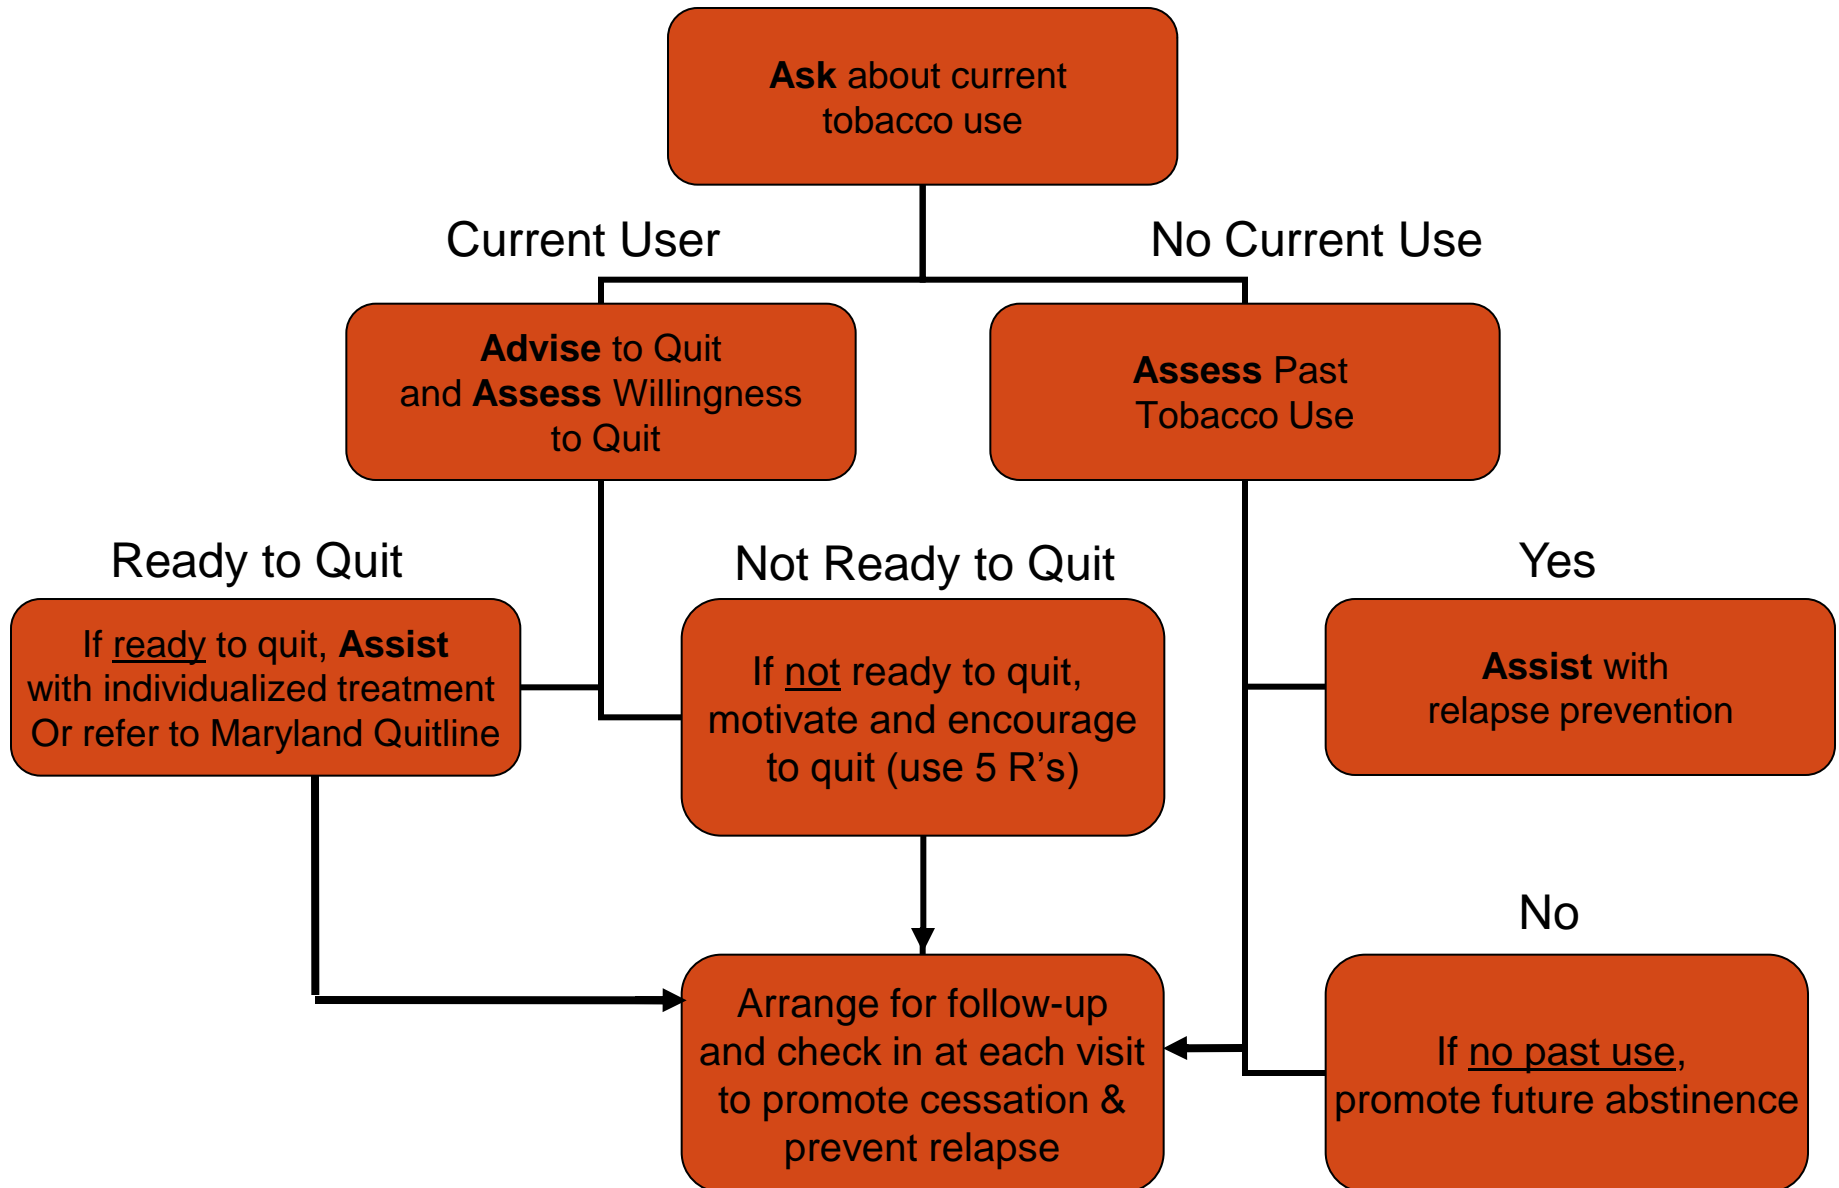 Ask about current
tobacco use
Current User
No Current Use
Advise to Quit
and Assess Willingness
to Quit
Assess Past
Tobacco Use
Ready to Quit
Not Ready to Quit
Yes
If ready to quit, Assist
with individualized treatment
Or refer to Maryland Quitline
If not ready to quit,
motivate and encourage
to quit (use 5 R’s)
Assist with
relapse prevention
No
Arrange for follow-up
and check in at each visit
to promote cessation &
prevent relapse
If no past use,
promote future abstinence